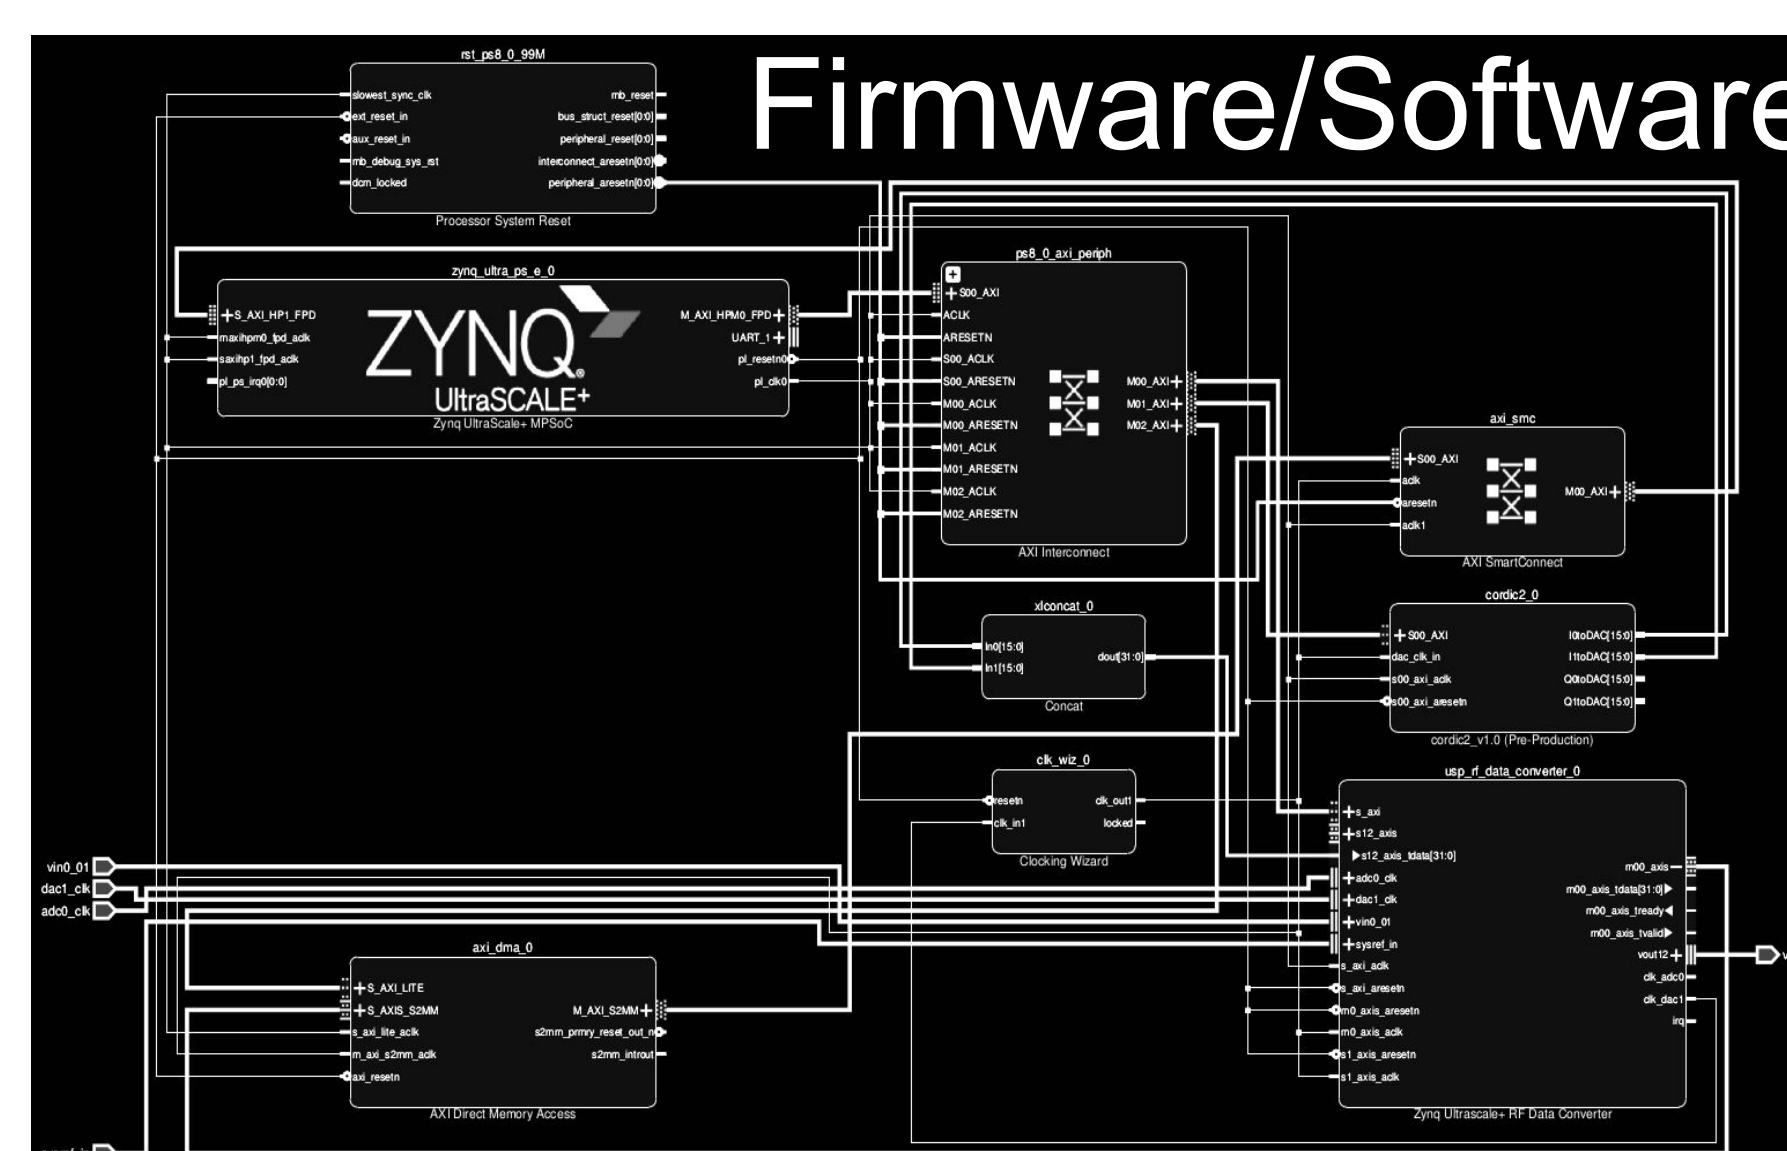 Firmware/Software
rst_ps8_0_99M
slowest_sync_clk
ext_reset_in
aux_reset_in
mb_debug_sys_rst
dcm_locked
mb_reset
bus_struct_reset[0:0]
peripheral_reset[0:0]
interconnect_aresetn[0:0]
peripheral_aresetn[0:0]
Processor System Reset
zynq_ultra_ps_e_0
S_AXI_HP1_FPD
maxihpm0_fpd_aclk
saxihp1_fpd_aclk
pl_ps_irq0[0:0]
ZYNQ
UltraSCALE+
M_AXI_HPM0_FPD
UART_1
pl_resetn0
pl_clk0
Zynq UltraScale+ MPSoC
ps8_0_axi_periph
S00_AXI
ACLK
ARESETN
S00_ACLK
S00_ARESETN
M00_ACLK
M00_ARESETN
M01_ACLK
M01_ARESETN
M02_ACLK
M02_ARESETN
M00_AXI
M01_AXI
M02_AXI
AXI Interconnect
axi_smc
S00_AXI
aclk
aresetn
aclk1
M00_AXI
AXI SmartConnect
xlconcat_0
In0[15:0]
In1[15:0]
dout[31:0]
Concat
cordic2_0
S00_AXI
dac_clk_in
s00_axi_aclk
s00_axi_aresetn
I0toDAC[15:0]
I1toDAC[15:0]
Q0toDAC[15:0]
Q1toDAC[15:0]
cordic2_v1.0 (Pre-Production)
clk_wiz_0
resetn
clk_in1
clk_out1
locked
Clocking Wizard
usp_rf_data_converter_0
s_axi
s12_axis
s12_axis_tdata[31:0]
adc0_clk
dac1_clk
vin0_01
sysref_in
s_axi_aclk
s_axi_aresetn
m0_axis_aresetn
m0_axis_aclk
s1_axis_aresetn
s1_axis_aclk
m00_axis
m00_axis_tdata[31:0]
m00_axis_tready
m00_axis_tvalid
vout12
clk_adc0
clk_dac1
irq
Zynq Ultrascale+ RF Data Converter
vin0_01
dac1_clk
adc0_clk
axi_dma_0
S_AXI_LITE
S_AXIS_S2MM
s_axi_lite_aclk
m_axi_s2mm_aclk
axi_resetn
M_AXI_S2MM
s2mm_prmry_reset_out_n
s2mm_introut
AXI Direct Memory Access